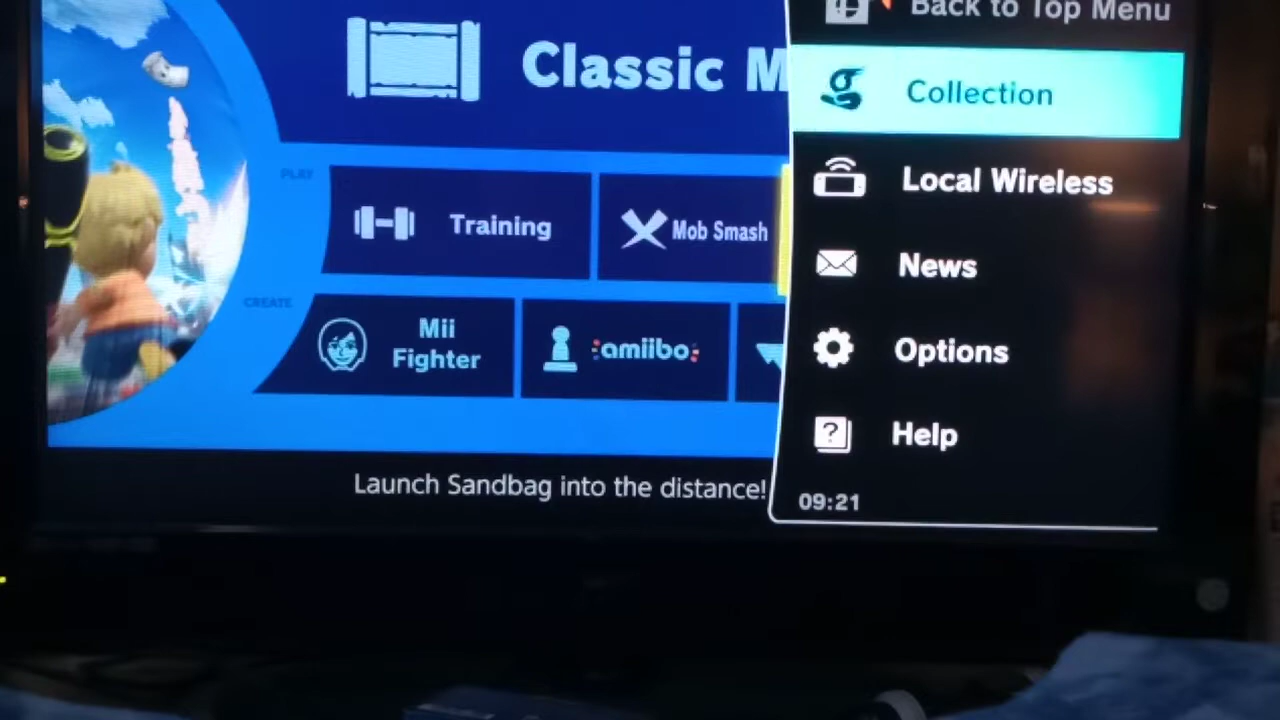 Back to Top Menu
Classic M
Collection
PLAY
Training
Mob Smash
Local Wireless
News
CREATE
Mii
Fighter
amiibo
Options
Help
Launch Sandbag into the distance!
09:21